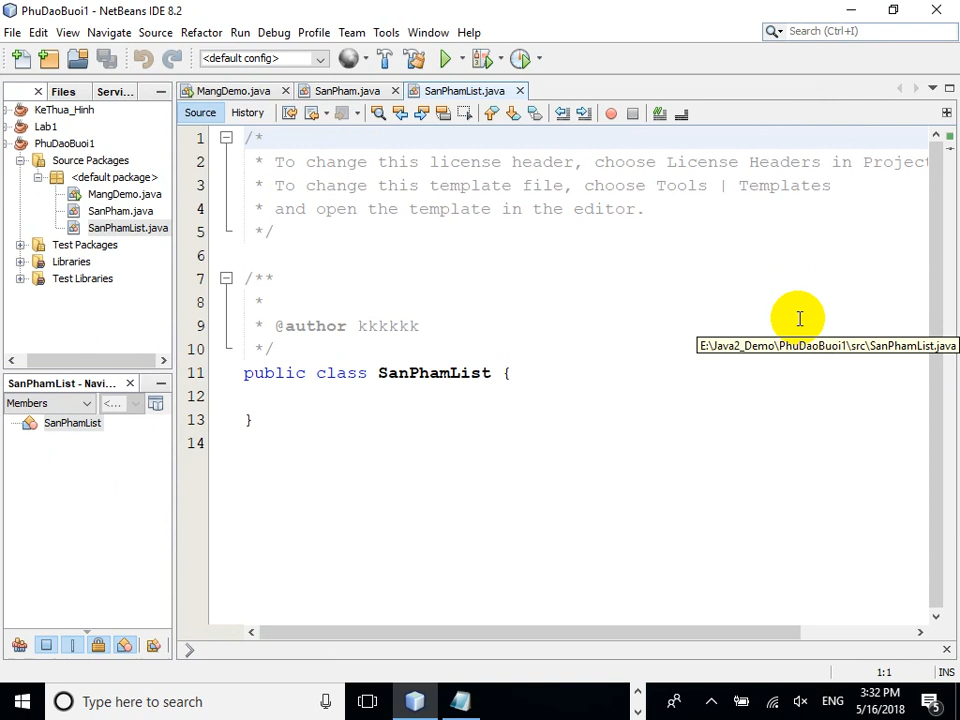 PhuDaoBuoi1 - NetBeans IDE 8.2
File Edit View Navigate Source Refactor Run Debug Profile Team Tools Window Help
Search (Ctrl+I)
<default config>
Files Servi...
MangDemo.java SanPham.java SanPhamList.java
Source History
KeThua_Hinh
Lab1
PhuDaoBuoi1
Source Packages
<default package>
MangDemo.java
SanPham.java
SanPhamList.java
Test Packages
Libraries
Test Libraries
SanPhamList - Navi...
Members <...
SanPhamList
1 /*
2 * To change this license header, choose License Headers in Project
3 * To change this template file, choose Tools | Templates
4 * and open the template in the editor.
5 */
6
7 /**
8 *
9 * @author kkkkkk
10 */
11 public class SanPhamList {
12
13 }
14
E:\Java2_Demo\PhuDaoBuoi1\src\SanPhamList.java
1:1 INS
Type here to search
ENG
3:32 PM
5/16/2018
5